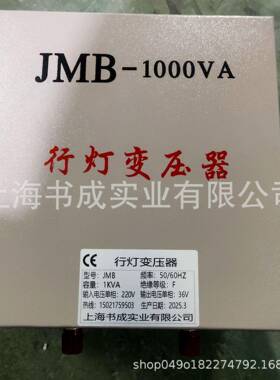 JMB-1000VA
行灯变压器
上海书成实业有限公司
CE 行灯变压器
型号: JMB 频率: 50/60HZ
容量: 1KVA 绝缘等级: F
输入电压单相: 220V 输出电压单相: 36V
热线: 15021759503 生产日期: 2025.3
上海书成实业有限公司
shop049o182274792.1688